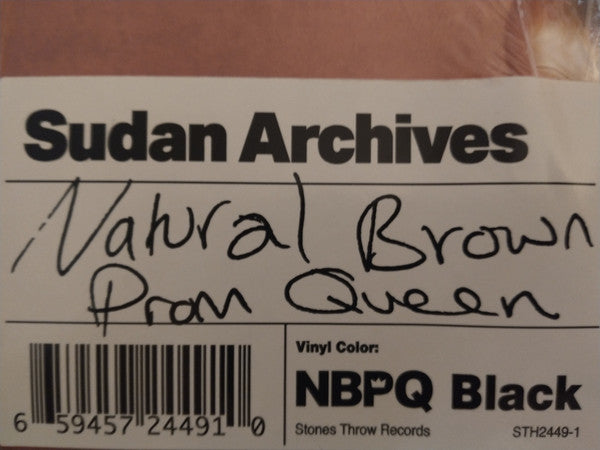 Sudan Archives
Natural Brown
Prom Queen
Vinyl Color:
NBPQ Black
6 59457 24491 0
Stones Throw Records STH2449-1